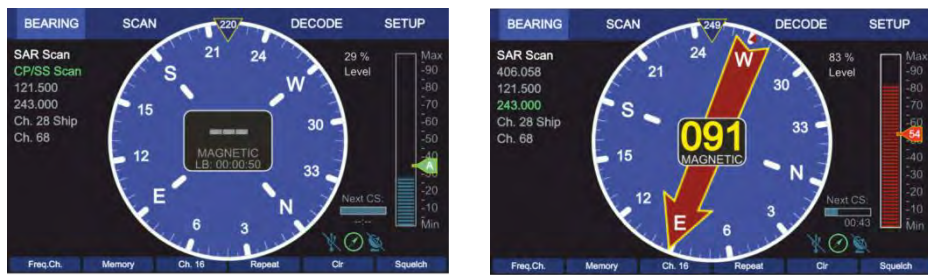 BEARING SCAN 220 DECODE SETUP
SAR Scan
CP/SS Scan
121.500
243.000
Ch. 28 Ship
Ch. 68
21 24 W 30 33 N 3 6 E 12 15 S
---
MAGNETIC
LB: 00:00:50
29 %
Level
Max
-90
-80
-70
-60
-50
-40
-30
-20
-10
Min
A
Next CS:
--:--
Freq.Ch. Memory Ch. 16 Repeat Clr Squelch
BEARING SCAN 249 DECODE SETUP
SAR Scan
406.058
121.500
243.000
Ch. 28 Ship
Ch. 68
24 W 30 33 N 3 6 E 12 15 S 21
091
MAGNETIC
83 %
Level
Max
-90
-80
-70
-60
54
-40
-30
-20
-10
Min
Next CS:
00:43
Freq.Ch. Memory Ch. 16 Repeat Clr Squelch